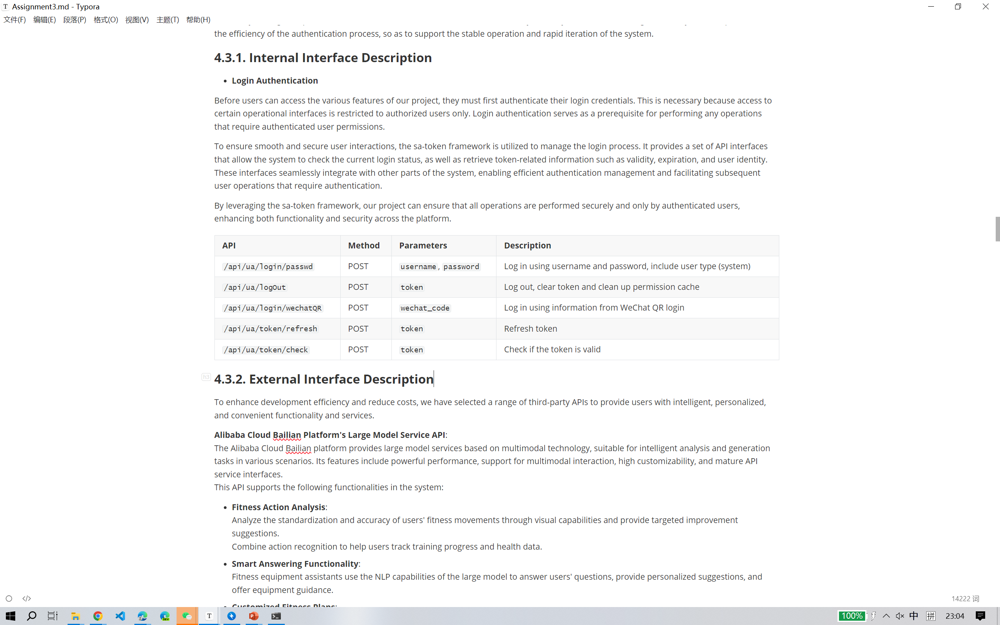 T Assignment3.md - Typora
文件(F) 编辑(E) 段落(P) 格式(O) 视图(V) 主题(T) 帮助(H)
the efficiency of the authentication process, so as to support the stable operation and rapid iteration of the system.
4.3.1. Internal Interface Description
• Login Authentication
Before users can access the various features of our project, they must first authenticate their login credentials. This is necessary because access to
certain operational interfaces is restricted to authorized users only. Login authentication serves as a prerequisite for performing any operations
that require authenticated user permissions.
To ensure smooth and secure user interactions, the sa-token framework is utilized to manage the login process. It provides a set of API interfaces
that allow the system to check the current login status, as well as retrieve token-related information such as validity, expiration, and user identity.
These interfaces seamlessly integrate with other parts of the system, enabling efficient authentication management and facilitating subsequent
user operations that require authentication.
By leveraging the sa-token framework, our project can ensure that all operations are performed securely and only by authenticated users,
enhancing both functionality and security across the platform.
API Method Parameters Description
/api/ua/login/passwd POST username, password Log in using username and password, include user type (system)
/api/ua/logOut POST token Log out, clear token and clean up permission cache
/api/ua/login/wechatQR POST wechat_code Log in using information from WeChat QR login
/api/ua/token/refresh POST token Refresh token
/api/ua/token/check POST token Check if the token is valid
h3 4.3.2. External Interface Description
To enhance development efficiency and reduce costs, we have selected a range of third-party APIs to provide users with intelligent, personalized,
and convenient functionality and services.
Alibaba Cloud Bailian Platform's Large Model Service API:
The Alibaba Cloud Bailian platform provides large model services based on multimodal technology, suitable for intelligent analysis and generation
tasks in various scenarios. Its features include powerful performance, support for multimodal interaction, high customizability, and mature API
service interfaces.
This API supports the following functionalities in the system:
• Fitness Action Analysis:
Analyze the standardization and accuracy of users' fitness movements through visual capabilities and provide targeted improvement
suggestions.
Combine action recognition to help users track training progress and health data.
• Smart Answering Functionality:
Fitness equipment assistants use the NLP capabilities of the large model to answer users' questions, provide personalized suggestions, and
offer equipment guidance.
• Customized Fitness Plans:
</> 14222 词
DEV T P 100% 中 拼 23:04